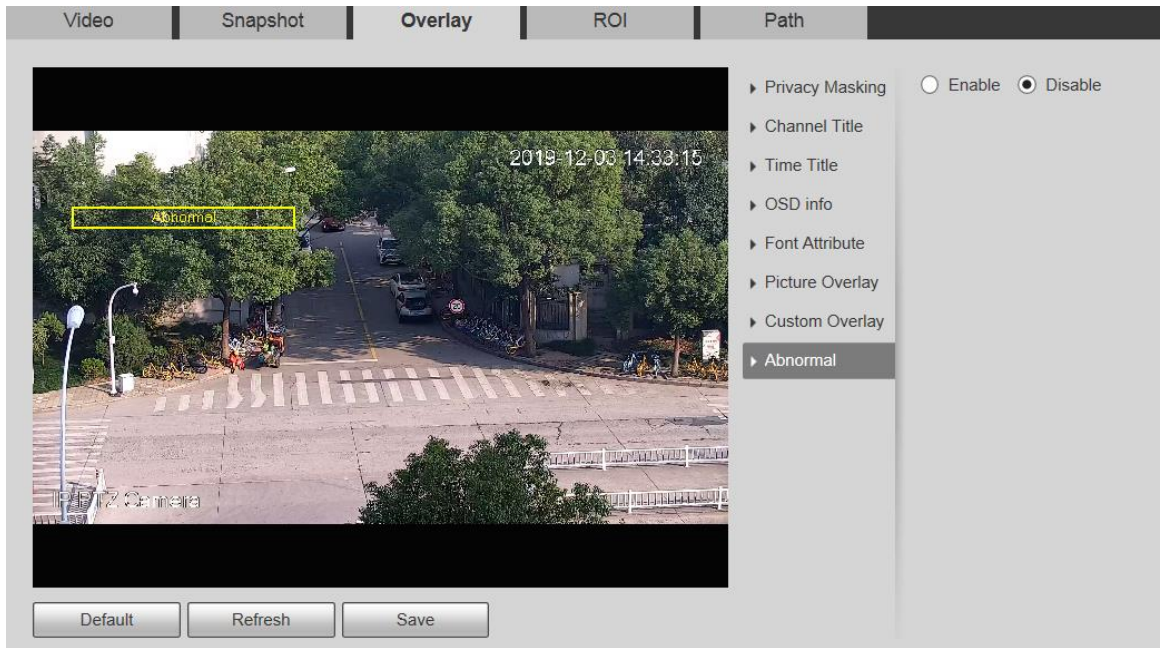 Video Snapshot Overlay ROI Path
Privacy Masking
Enable Disable
Channel Title
2019-12-03 14:33:15
Time Title
OSD info
Abnormal
Font Attribute
Picture Overlay
Custom Overlay
Abnormal
IP PTZ Camera
Default Refresh Save